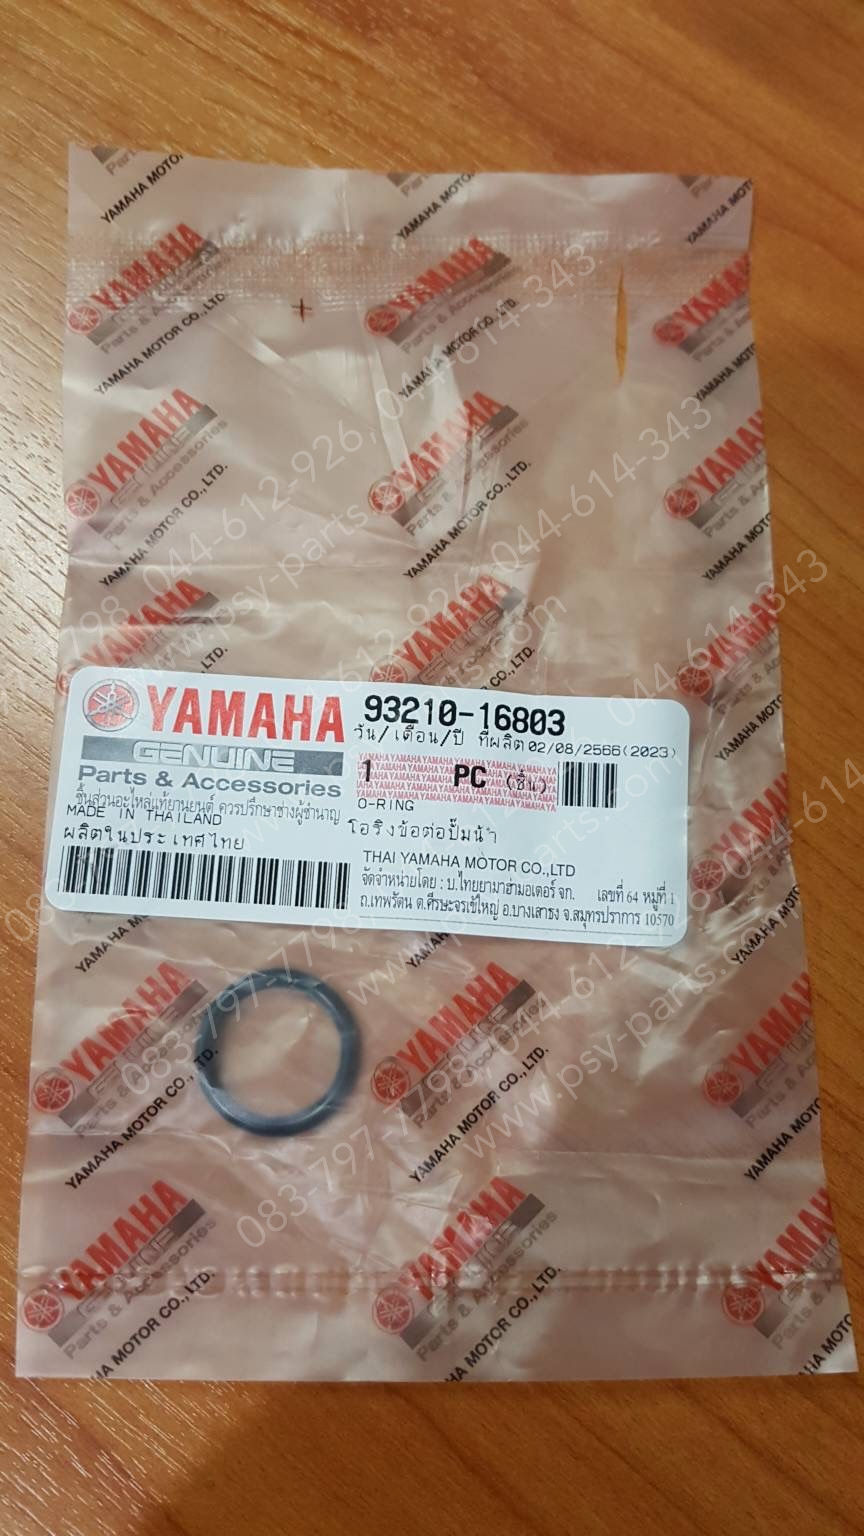 YAMAHA
GENUINE
Parts & Accessories
ชิ้นส่วนอะไหล่แท้ยานยนต์ ควรปรึกษาช่างผู้ชำนาญ
MADE IN THAILAND
ผลิตในประเทศไทย
93210-16803
วัน/เดือน/ปี ที่ผลิต 02/08/2566(2023)
1 PC (ชิ้น)
O-RING
โอริงข้อต่อปั๊มน้ำ
THAI YAMAHA MOTOR CO.,LTD
จัดจำหน่ายโดย : บ.ไทยยามาฮ่ามอเตอร์ จก. เลขที่ 64 หมู่ที่ 1
ถ.เทพรัตน ต.ศีรษะจรเข้ใหญ่ อ.บางเสาธง จ.สมุทรปราการ 10570
YAMAHA
GENUINE
Parts & Accessories
YAMAHA MOTOR CO.,LTD.
083-797-7798, 044-612-926, 044-614-343
www.psy-parts.com